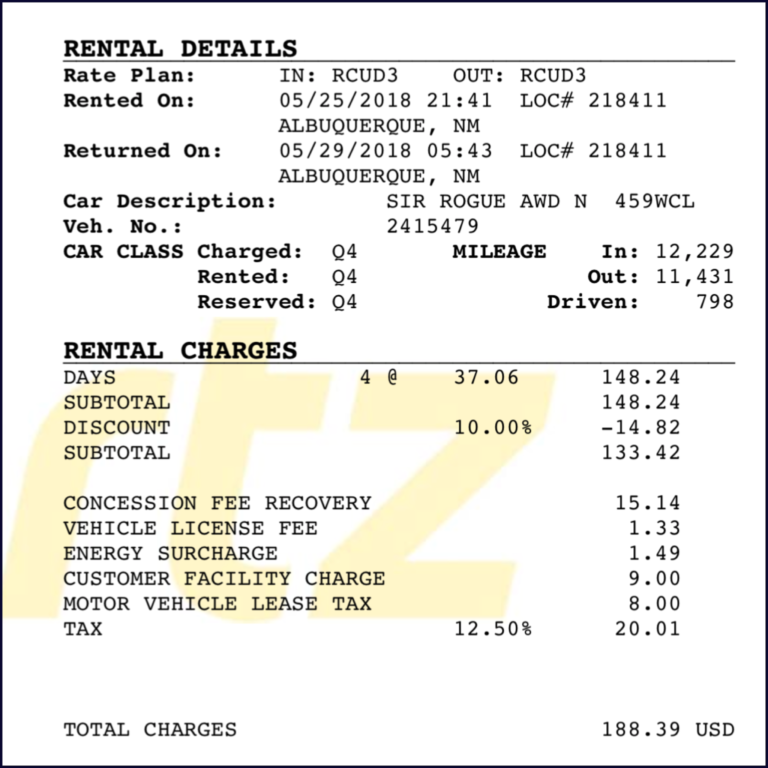 RENTAL DETAILS
Rate Plan: IN: RCUD3 OUT: RCUD3
Rented On: 05/25/2018 21:41 LOC# 218411
ALBUQUERQUE, NM
Returned On: 05/29/2018 05:43 LOC# 218411
ALBUQUERQUE, NM
Car Description: SIR ROGUE AWD N 459WCL
Veh. No.: 2415479
CAR CLASS Charged: Q4 MILEAGE In: 12,229
Rented: Q4 Out: 11,431
Reserved: Q4 Driven: 798
RENTAL CHARGES
DAYS 4 @ 37.06 148.24
SUBTOTAL 148.24
DISCOUNT 10.00% -14.82
SUBTOTAL 133.42
CONCESSION FEE RECOVERY 15.14
VEHICLE LICENSE FEE 1.33
ENERGY SURCHARGE 1.49
CUSTOMER FACILITY CHARGE 9.00
MOTOR VEHICLE LEASE TAX 8.00
TAX 12.50% 20.01
TOTAL CHARGES 188.39 USD
rtz